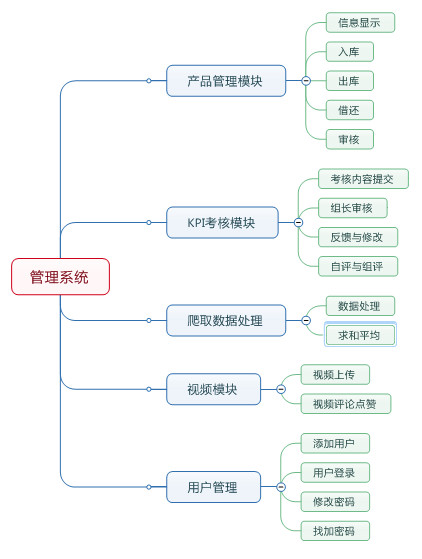 管理系统
产品管理模块
信息显示
入库
出库
借还
审核
KPI考核模块
考核内容提交
组长审核
反馈与修改
自评与组评
爬取数据处理
数据处理
求和平均
视频模块
视频上传
视频评论点赞
用户管理
添加用户
用户登录
修改密码
找加密码